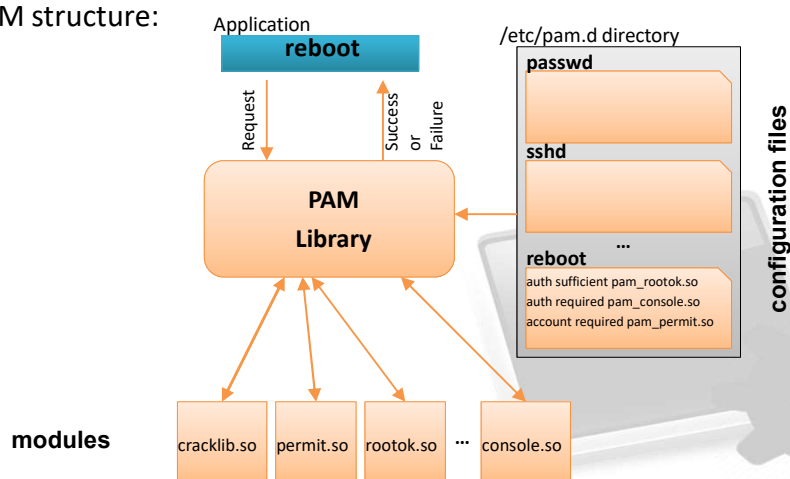 M structure:
Application
reboot
Request
Success
or
Failure
PAM
Library
/etc/pam.d directory
passwd
sshd
...
reboot
auth sufficient pam_rootok.so
auth required pam_console.so
account required pam_permit.so
configuration files
modules
cracklib.so
permit.so
rootok.so
...
console.so